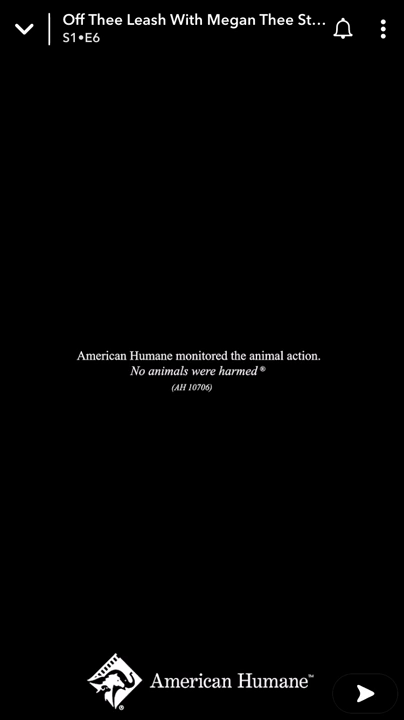 Off Thee Leash With Megan Thee St...
S1•E6
American Humane monitored the animal action.
No animals were harmed®
(AH 10706)
American Humane™